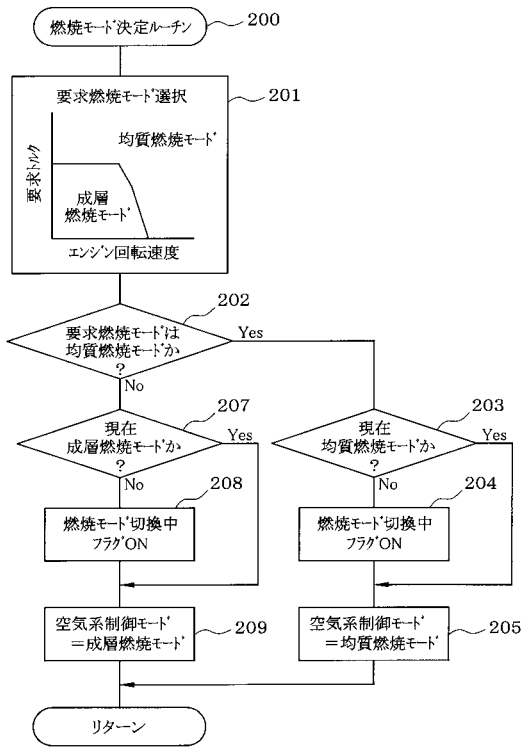 燃焼モード決定ルーチン
200
要求燃焼モード選択
201
均質燃焼モード
要求トルク
成層
燃焼モード
エンジン回転速度
202
要求燃焼モードは
均質燃焼モードか
?
Yes
No
207
現在
成層燃焼モードか
?
Yes
No
203
現在
均質燃焼モードか
?
Yes
No
208
燃焼モード切換中
フラグON
204
燃焼モード切換中
フラグON
空気系制御モード
=成層燃焼モード
209
空気系制御モード
=均質燃焼モード
205
リターン